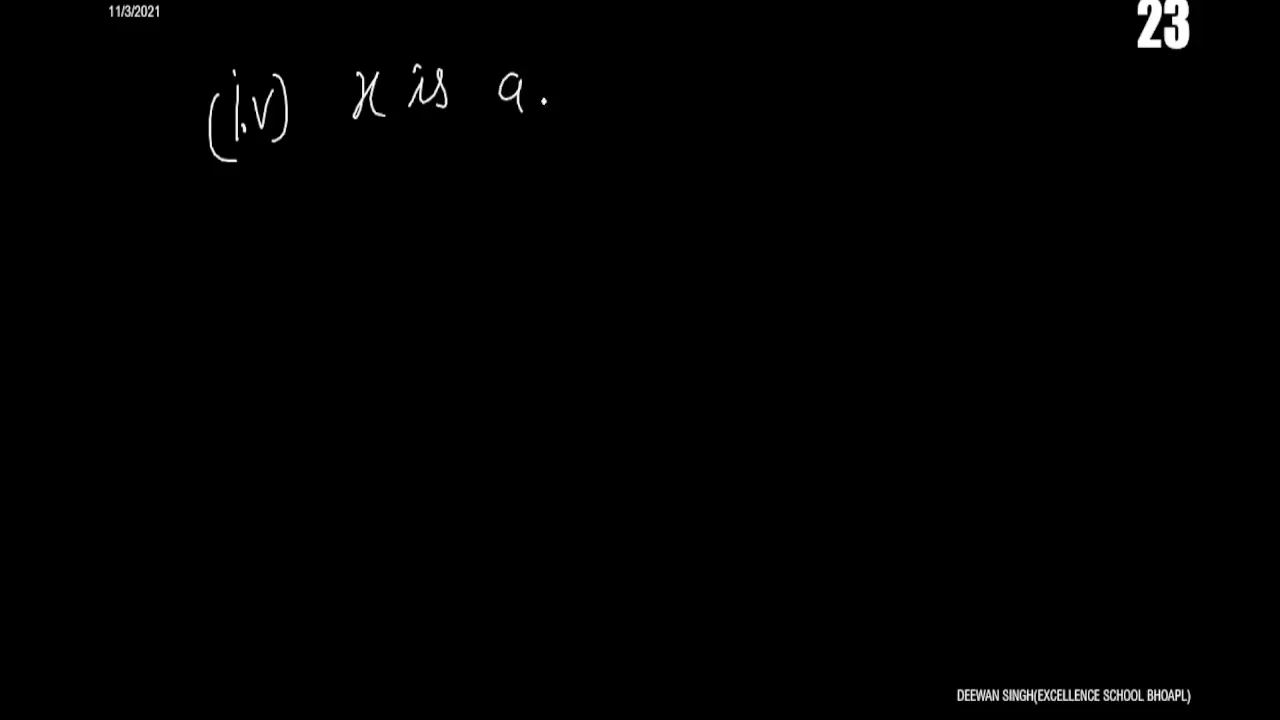 11/3/2021
23
(iv) x is a.
DEEWAN SINGH(EXCELLENCE SCHOOL BHOAPL)